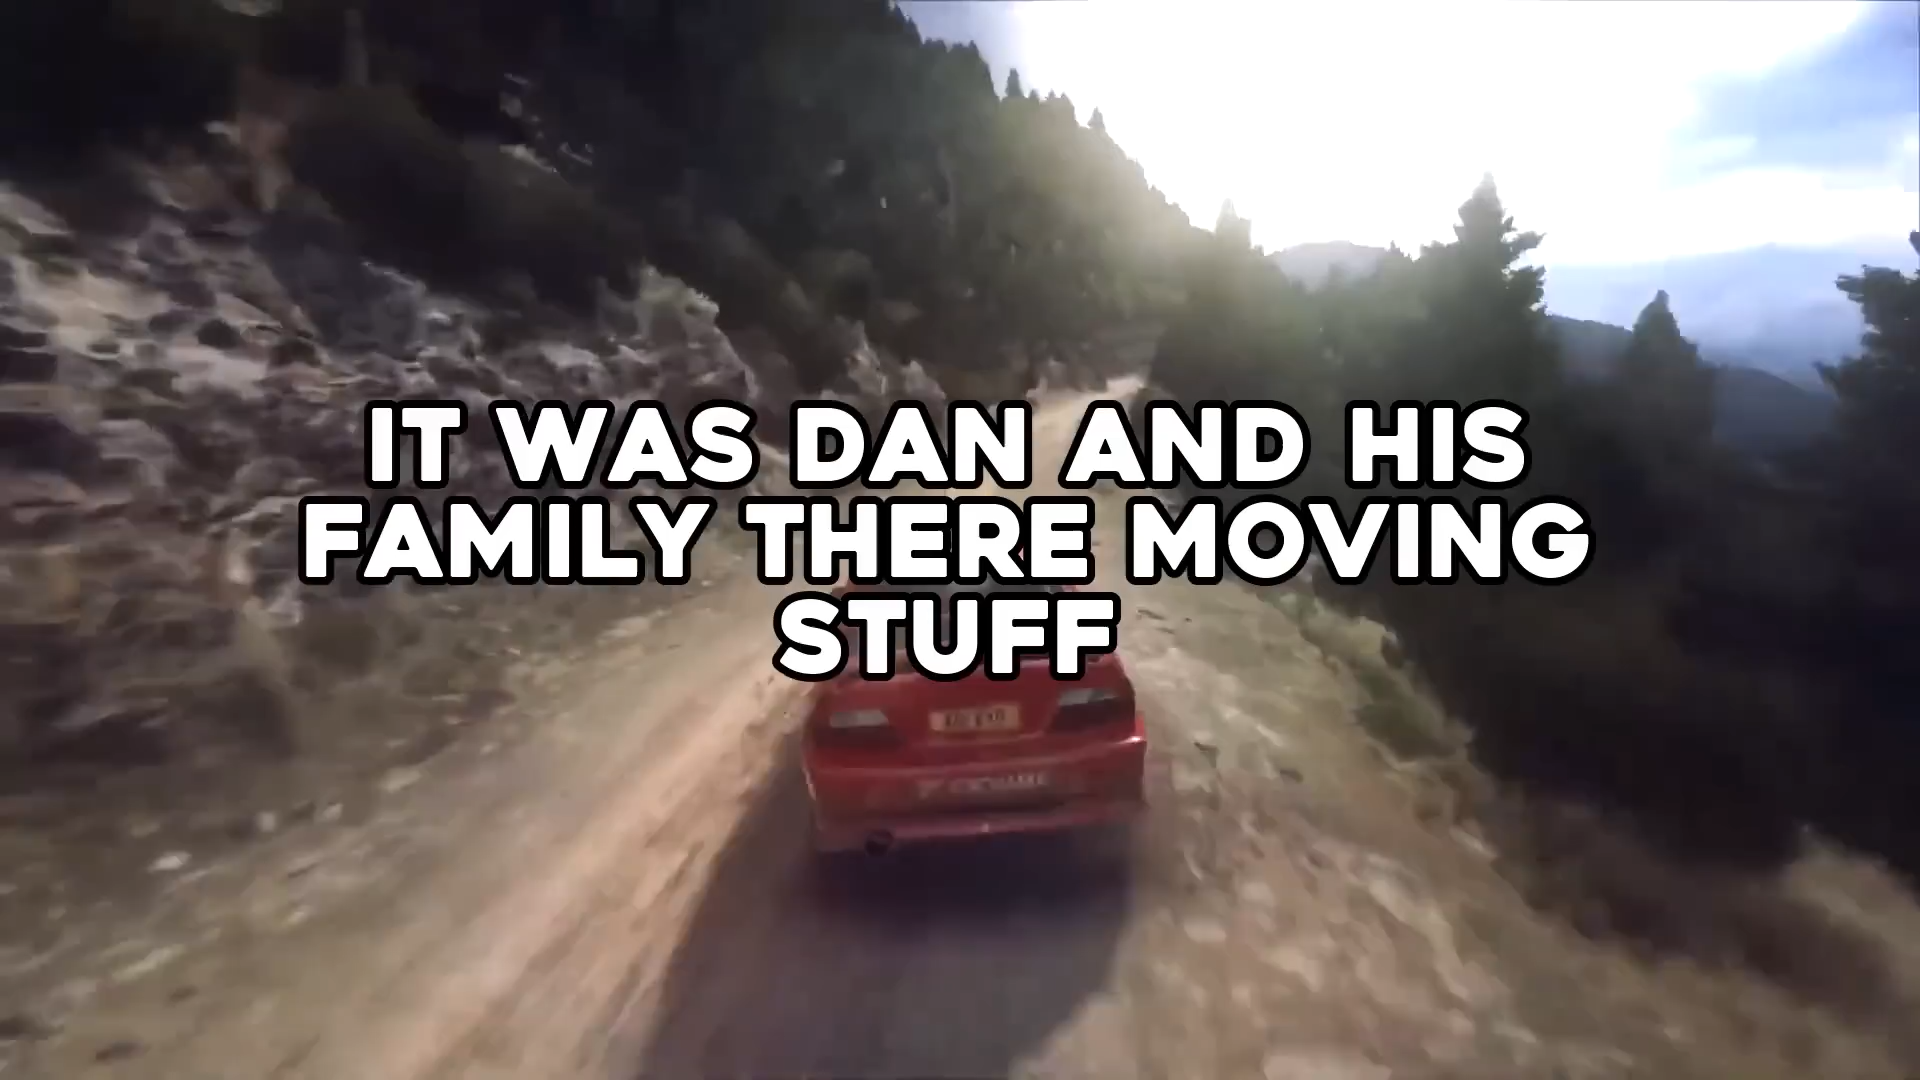 IT WAS DAN AND HIS
FAMILY THERE MOVING
STUFF